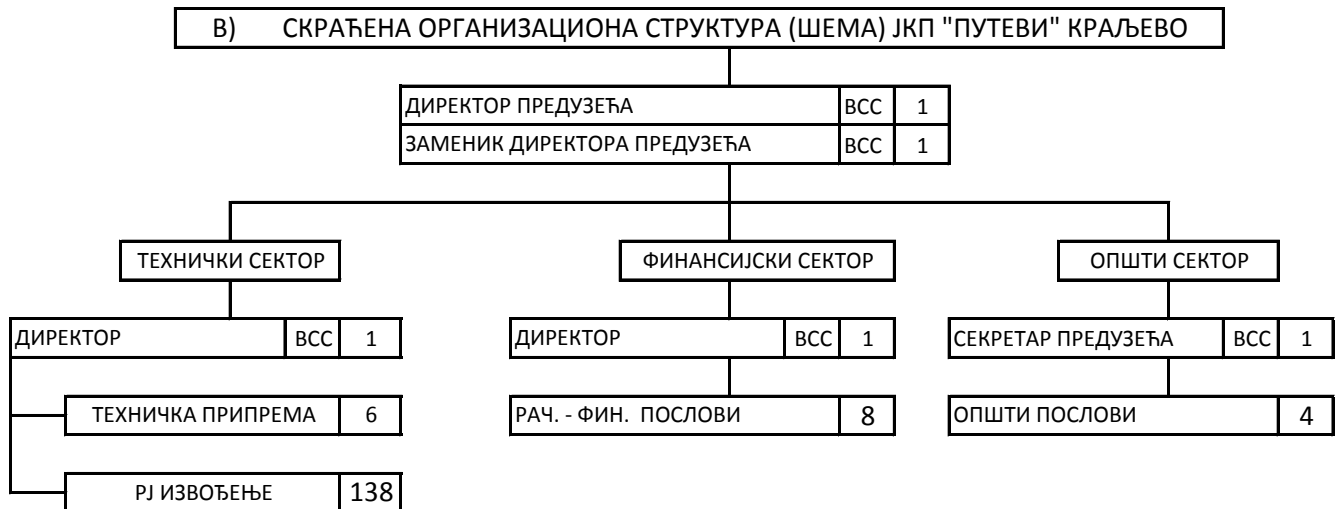 В) СКРАЋЕНА ОРГАНИЗАЦИОНА СТРУКТУРА (ШЕМА) ЈКП "ПУТЕВИ" КРАЉЕВО
ДИРЕКТОР ПРЕДУЗЕЋА ВСС 1
ЗАМЕНИК ДИРЕКТОРА ПРЕДУЗЕЋА ВСС 1
ТЕХНИЧКИ СЕКТОР
ФИНАНСИЈСКИ СЕКТОР
ОПШТИ СЕКТОР
ДИРЕКТОР ВСС 1
ДИРЕКТОР ВСС 1
СЕКРЕТАР ПРЕДУЗЕЋА ВСС 1
ТЕХНИЧКА ПРИПРЕМА 6
РАЧ. - ФИН. ПОСЛОВИ 8
ОПШТИ ПОСЛОВИ 4
РЈ ИЗВОЂЕЊЕ 138